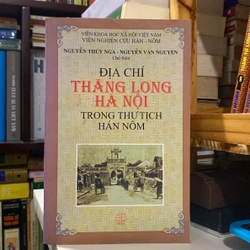 VIỆN KHOA HỌC XÃ HỘI VIỆT NAM
VIỆN NGHIÊN CỨU HÁN - NÔM
NGUYỄN THÚY NGA - NGUYỄN VĂN NGUYÊN
Chủ biên
ĐỊA CHÍ
THĂNG LONG
HÀ NỘI
TRONG THƯ TỊCH
HÁN NÔM